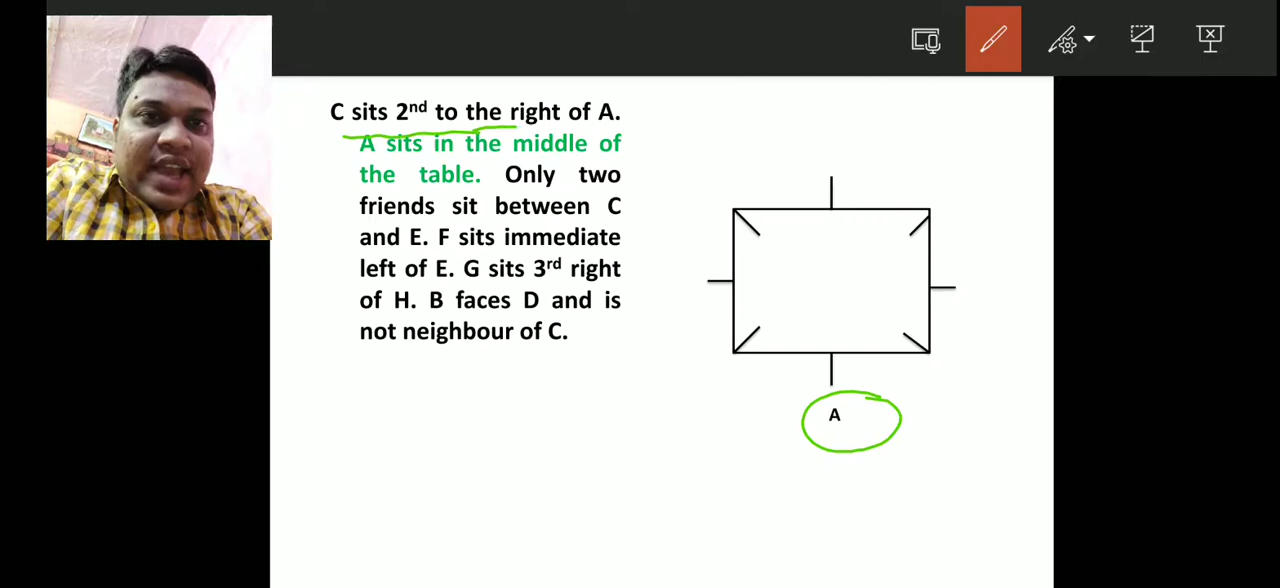 C sits 2nd to the right of A.
A sits in the middle of
the table. Only two
friends sit between C
and E. F sits immediate
left of E. G sits 3rd right
of H. B faces D and is
not neighbour of C.
A